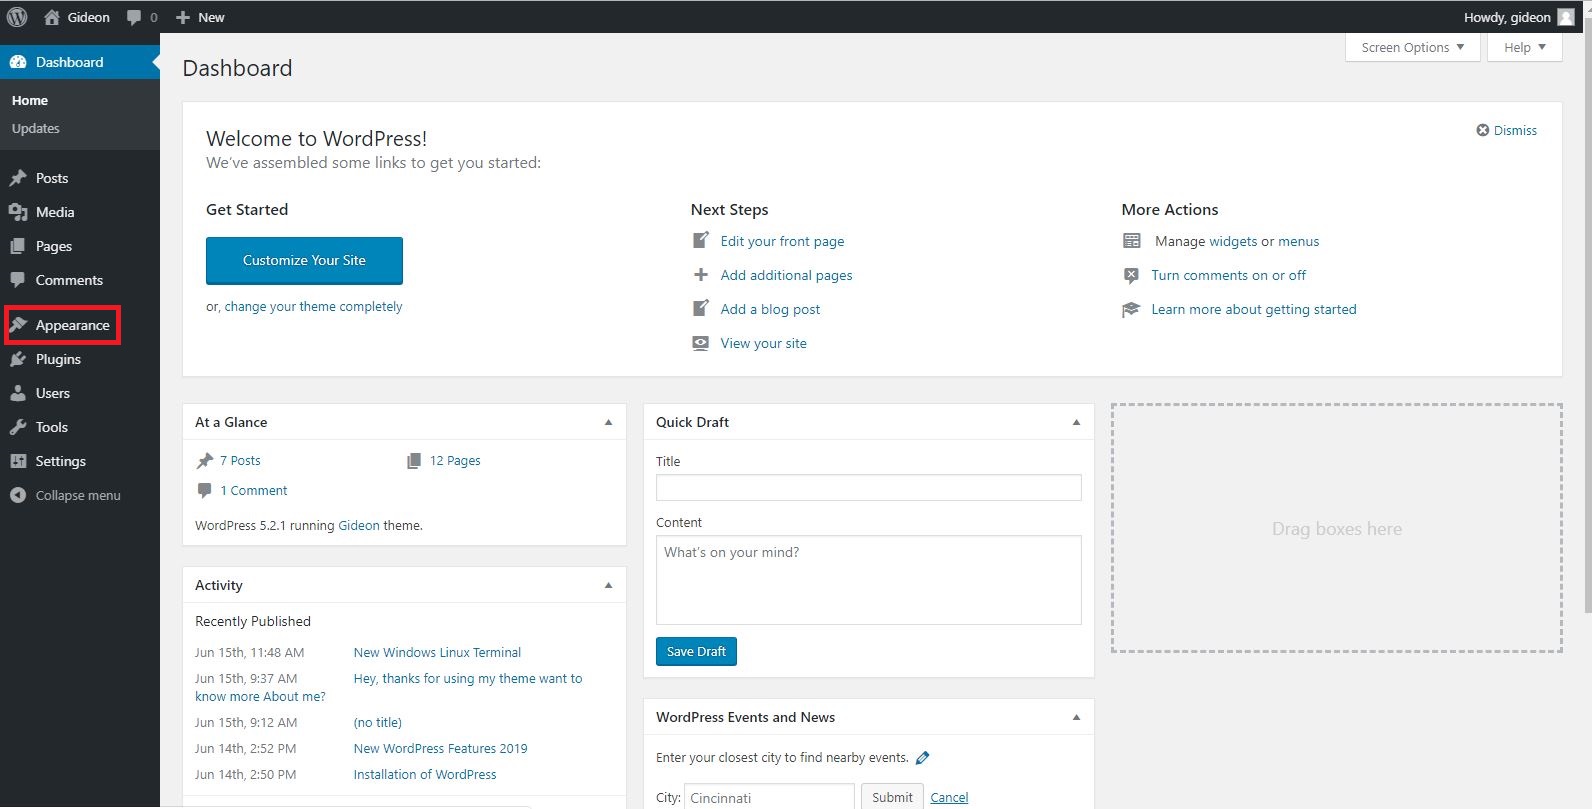 Gideon 0 New
Howdy, gideon
Dashboard
Home
Updates
Posts
Media
Pages
Comments
Appearance
Plugins
Users
Tools
Settings
Collapse menu
Screen Options
Help
Dashboard
Welcome to WordPress!
We've assembled some links to get you started:
Dismiss
Get Started
Customize Your Site
or, change your theme completely
Next Steps
Edit your front page
Add additional pages
Add a blog post
View your site
More Actions
Manage widgets or menus
Turn comments on or off
Learn more about getting started
At a Glance
7 Posts
12 Pages
1 Comment
WordPress 5.2.1 running Gideon theme.
Activity
Recently Published
Jun 15th, 11:48 AM New Windows Linux Terminal
Jun 15th, 9:37 AM Hey, thanks for using my theme want to
know more About me?
Jun 15th, 9:12 AM (no title)
Jun 14th, 2:52 PM New WordPress Features 2019
Jun 14th, 2:50 PM Installation of WordPress
Quick Draft
Title
Content
What's on your mind?
Save Draft
WordPress Events and News
Enter your closest city to find nearby events.
City: Cincinnati Submit Cancel
Drag boxes here